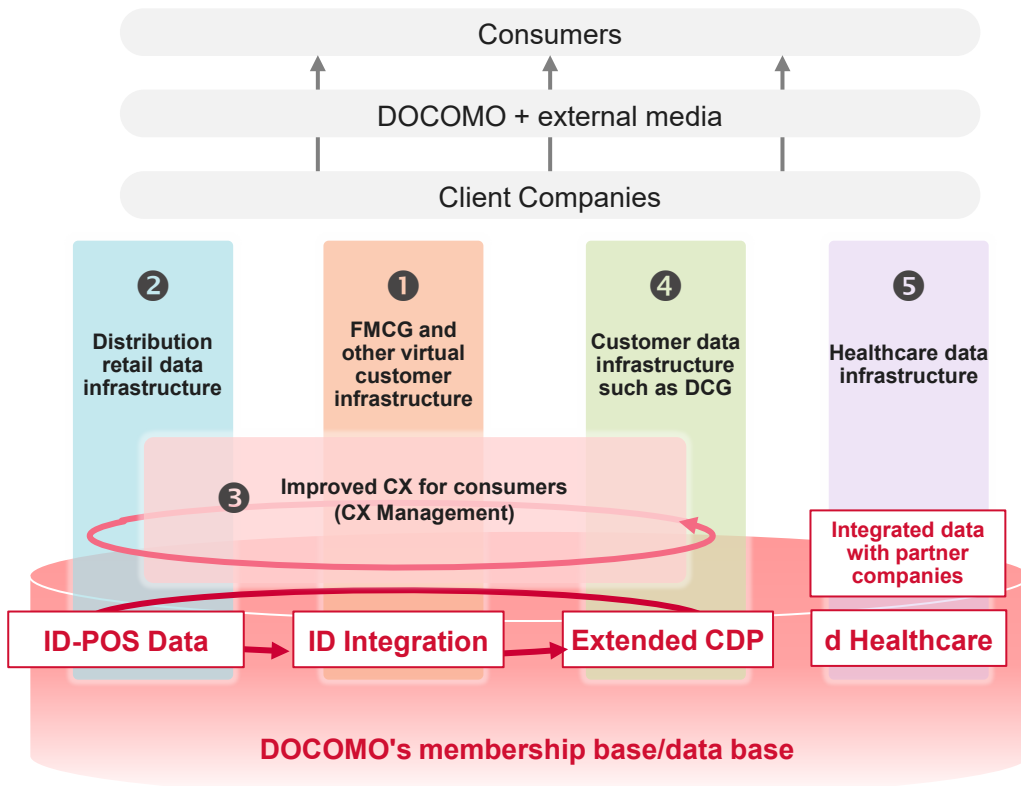 Consumers
DOCOMO + external media
Client Companies
❷
Distribution
retail data
infrastructure
❶
FMCG and
other virtual
customer
infrastructure
❹
Customer data
infrastructure
such as DCG
❺
Healthcare data
infrastructure
❸
Improved CX for consumers
(CX Management)
Integrated data
with partner
companies
ID-POS Data
ID Integration
Extended CDP
d Healthcare
DOCOMO's membership base/data base